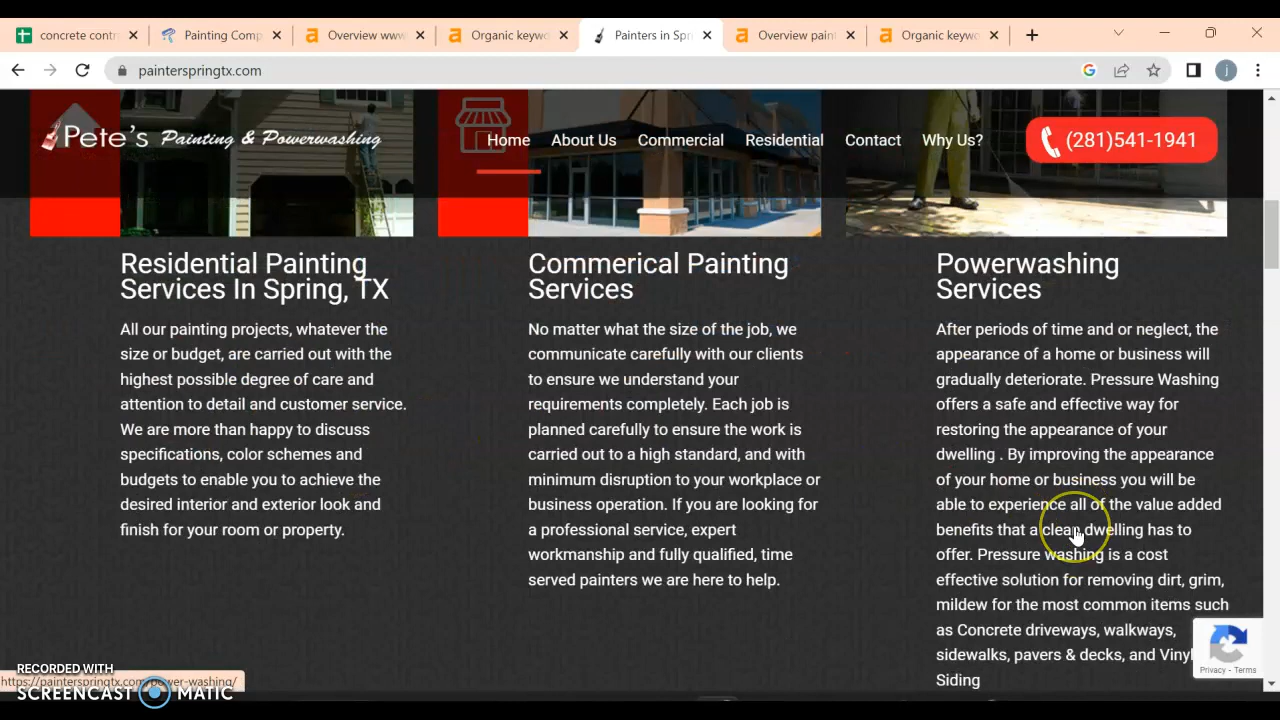 concrete contr
Painting Comp
Overview www
Organic keywo
Painters in Spri
Overview paint
Organic keywo
painterspringtx.com
j
Pete's Painting & Powerwashing
Home
About Us
Commercial
Residential
Contact
Why Us?
(281)541-1941
Residential Painting
Services In Spring, TX
All our painting projects, whatever the
size or budget, are carried out with the
highest possible degree of care and
attention to detail and customer service.
We are more than happy to discuss
specifications, color schemes and
budgets to enable you to achieve the
desired interior and exterior look and
finish for your room or property.
Commerical Painting
Services
No matter what the size of the job, we
communicate carefully with our clients
to ensure we understand your
requirements completely. Each job is
planned carefully to ensure the work is
carried out to a high standard, and with
minimum disruption to your workplace or
business operation. If you are looking for
a professional service, expert
workmanship and fully qualified, time
served painters we are here to help.
Powerwashing
Services
After periods of time and or neglect, the
appearance of a home or business will
gradually deteriorate. Pressure Washing
offers a safe and effective way for
restoring the appearance of your
dwelling . By improving the appearance
of your home or business you will be
able to experience all of the value added
benefits that a clean dwelling has to
offer. Pressure washing is a cost
effective solution for removing dirt, grim,
mildew for the most common items such
as Concrete driveways, walkways,
sidewalks, pavers & decks, and Vinyl
Siding
Privacy - Terms
https://painterspringtx.com/power-washing/
RECORDED WITH
SCREENCAST MATIC